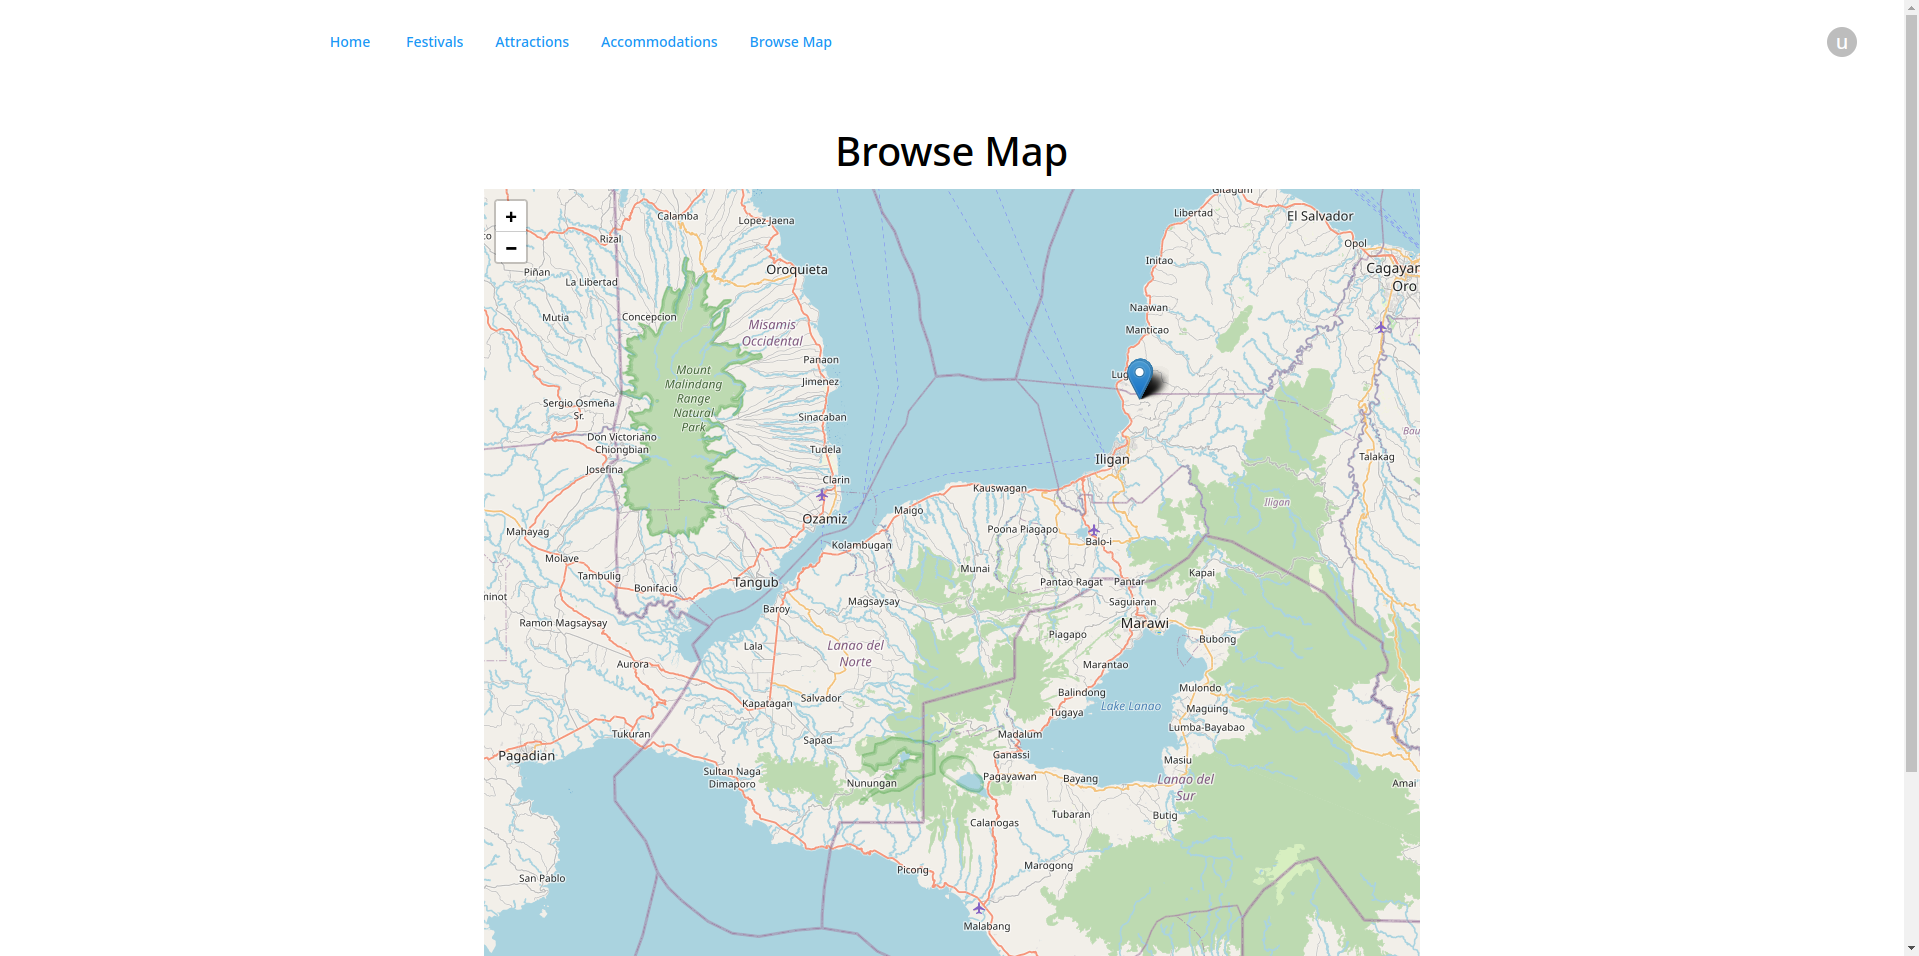 Home Festivals Attractions Accommodations Browse Map u
Browse Map
+
−
Calamba
Lopez Jaena
Gitagum
Libertad
El Salvador
Rizal
Opol
Oroquieta
Initao
Cagayan
Oro
Piñan
La Libertad
Mutia
Concepcion
Misamis
Occidental
Naawan
Manticao
Panaon
Mount
Malindang
Range
Natural
Park
Jimenez
Sergio Osmeña
Sr.
Sinacaban
Don Victoriano
Chiongbian
Josefina
Tudela
Iligan
Talakag
Clarin
Kauswagan
Iligan
Ozamiz
Maigo
Mahayag
Poona Piagapo
Balo-i
Kolambugan
Molave
Munai
Tambulig
Tangub
Bonifacio
Pantao Ragat
Pantar
Kapai
Magsaysay
Baroy
Saguiaran
Ramon Magsaysay
Marawi
Piagapo
Bubong
Lala
Lanao del
Norte
Aurora
Marantao
Salvador
Kapatagan
Balindong
Mulondo
Lake Lanao
Tugaya
Maguing
Lumba-Bayabao
Tukuran
Sapad
Madalum
Ganassi
Pagadian
Masiu
Sultan Naga
Dimaporo
Nunungan
Pagayawan
Bayang
Lanao del
Sur
Amai
Calanogas
Tubaran
Butig
Picong
Marogong
San Pablo
Malabang